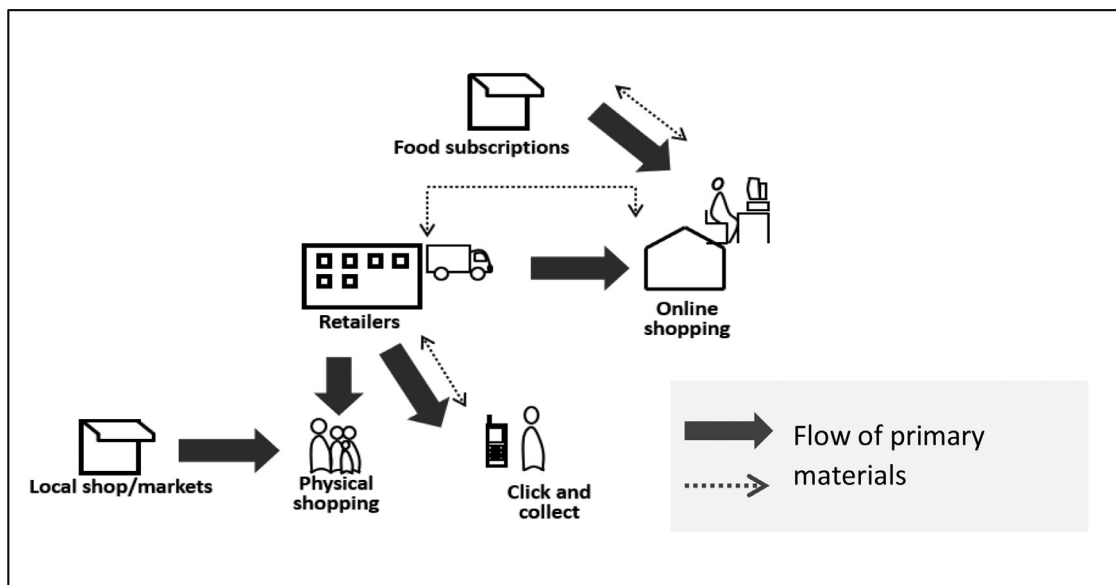 Food subscriptions
Retailers
Online
shopping
Local shop/markets
Physical
shopping
Click and
collect
Flow of primary
materials